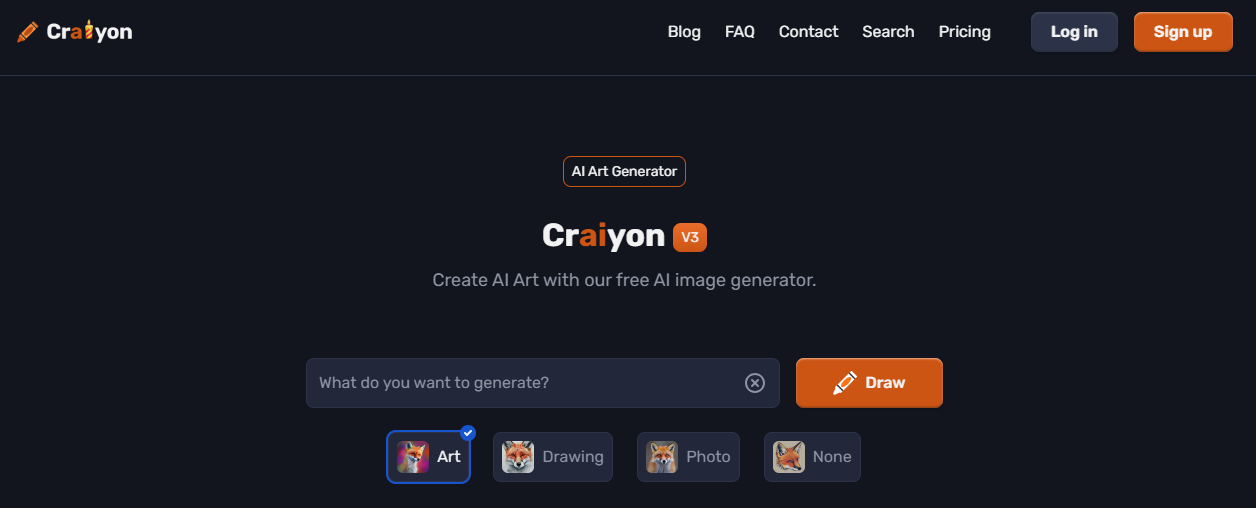 Craiyon
Blog FAQ Contact Search Pricing Log in Sign up
AI Art Generator
Craiyon V3
Create AI Art with our free AI image generator.
What do you want to generate? Draw
Art Drawing Photo None